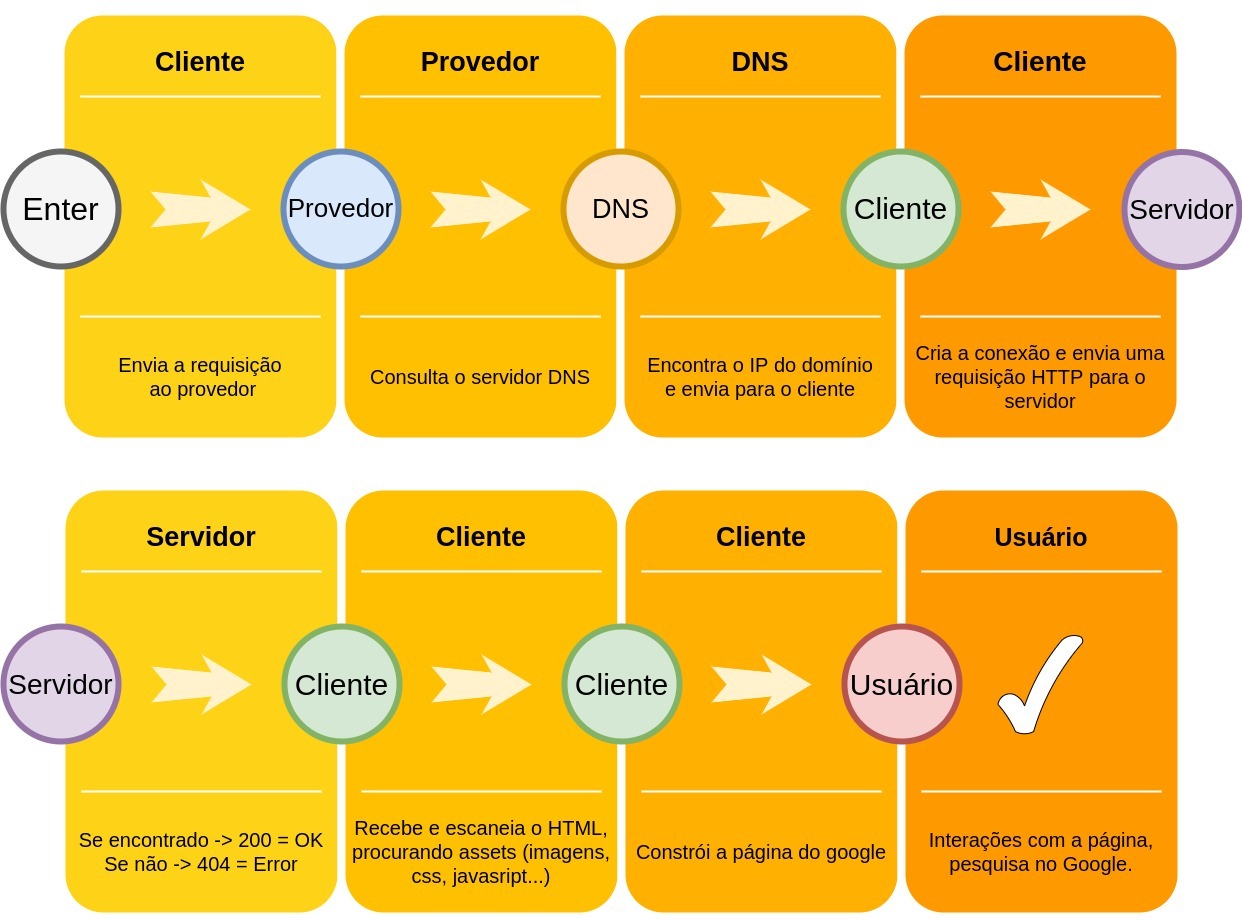 Cliente
Provedor
DNS
Cliente
Enter
Provedor
DNS
Cliente
Servidor
Envia a requisição
ao provedor
Consulta o servidor DNS
Encontra o IP do domínio
e envia para o cliente
Cria a conexão e envia uma
requisição HTTP para o
servidor
Servidor
Cliente
Cliente
Usuário
Servidor
Cliente
Cliente
Usuário
Se encontrado -> 200 = OK
Se não -> 404 = Error
Recebe e escaneia o HTML,
procurando assets (imagens,
css, javasript...)
Constrói a página do google
Interações com a página,
pesquisa no Google.